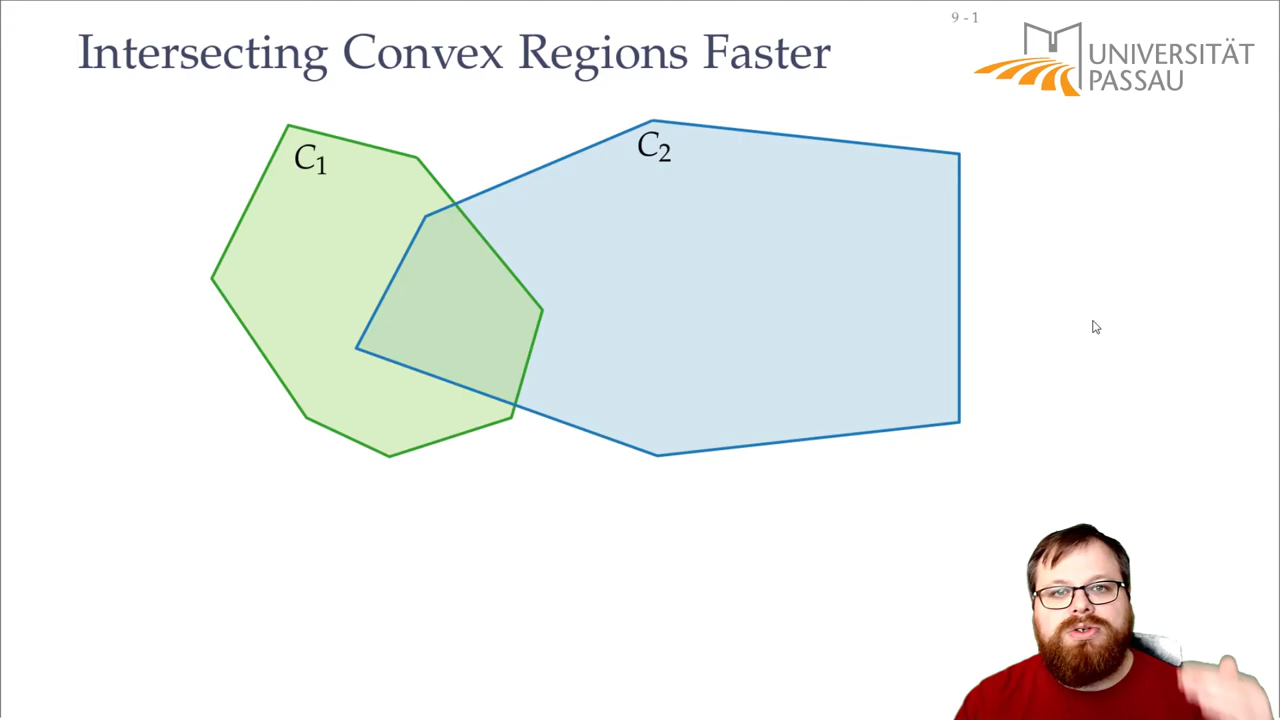 9 - 1
Intersecting Convex Regions Faster
UNIVERSITÄT
PASSAU
C₁
C₂